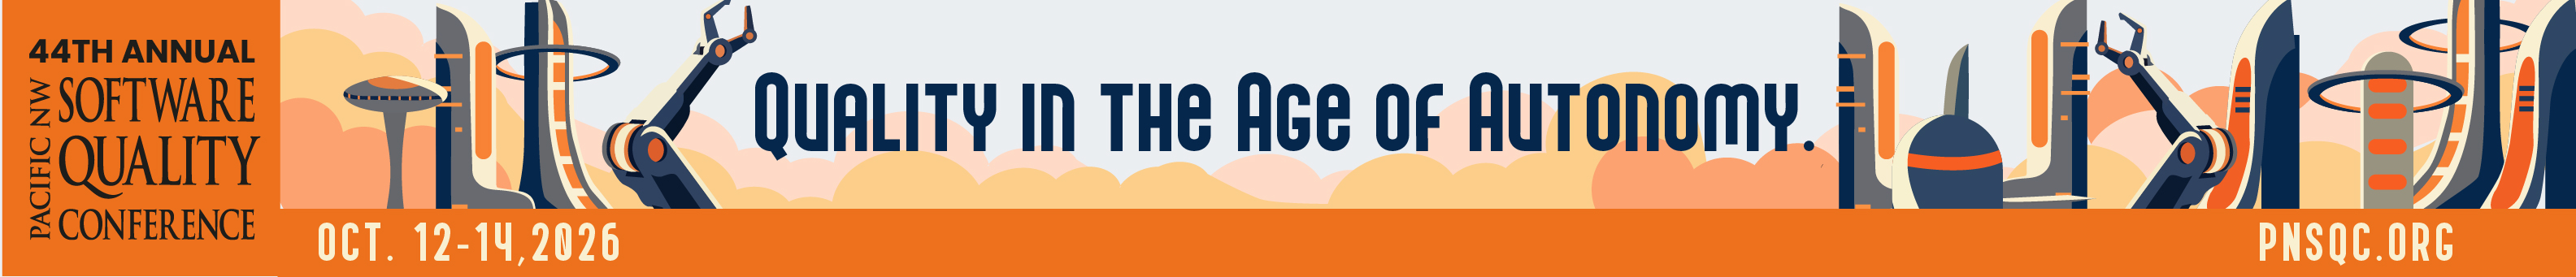 44TH ANNUAL
PACIFIC NW
SOFTWARE
QUALITY
CONFERENCE
Quality in the Age of Autonomy.
OCT. 12-14,2026
PNSQC.ORG